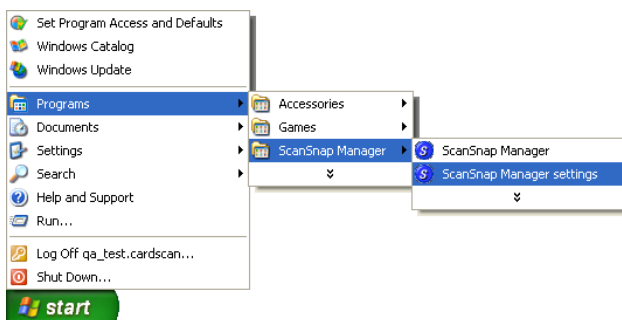 Set Program Access and Defaults
Windows Catalog
Windows Update
Programs
Documents
Settings
Search
Help and Support
Run...
Log Off qa_test.cardscan...
Shut Down...
start
Accessories
Games
ScanSnap Manager
ScanSnap Manager
ScanSnap Manager settings